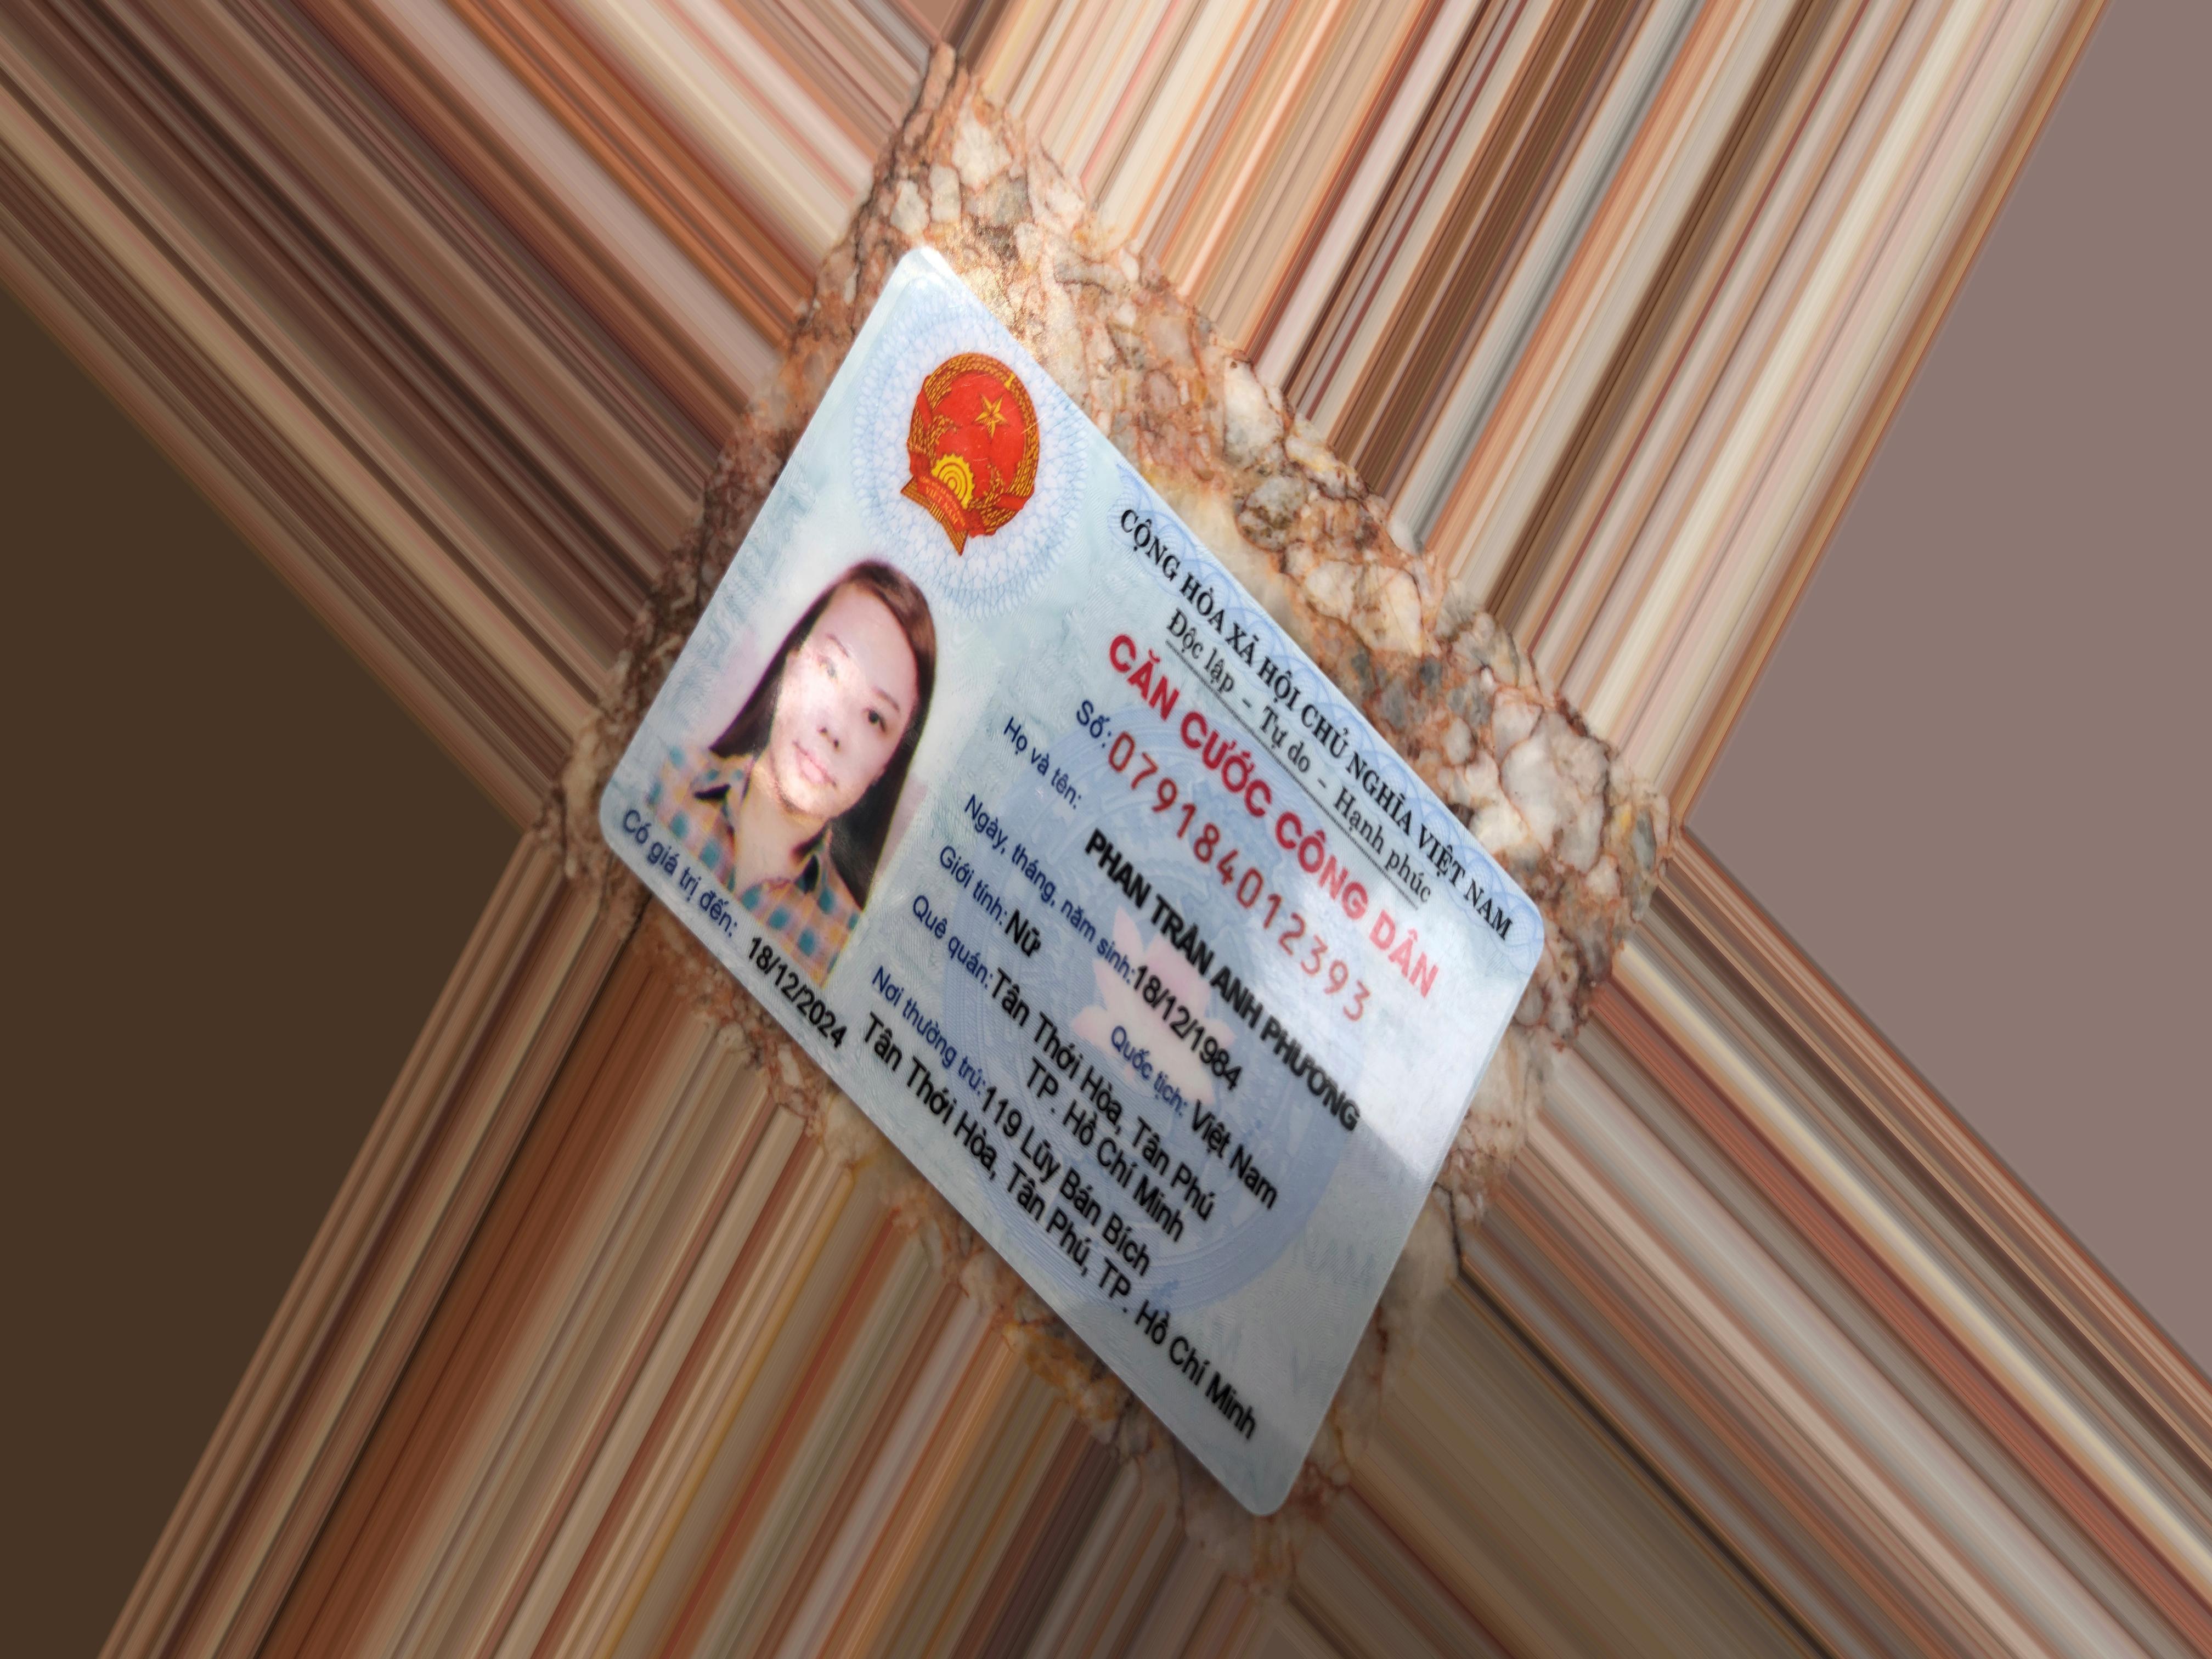 CỘNG HÒA XÃ HỘI CHỦ NGHĨA VIỆT NAM
Độc lập - Tự do - Hạnh phúc
CĂN CƯỚC CÔNG DÂN
Số: 079184012393
Họ và tên:
PHAN TRẦN ANH PHƯƠNG
Ngày, tháng, năm sinh: 18/12/1984
Giới tính: Nữ Quốc tịch: Việt Nam
Quê quán: Tân Thới Hòa, Tân Phú
TP. Hồ Chí Minh
Nơi thường trú: 119 Lũy Bán Bích
Tân Thới Hòa, Tân Phú, TP. Hồ Chí Minh
Có giá trị đến: 18/12/2024